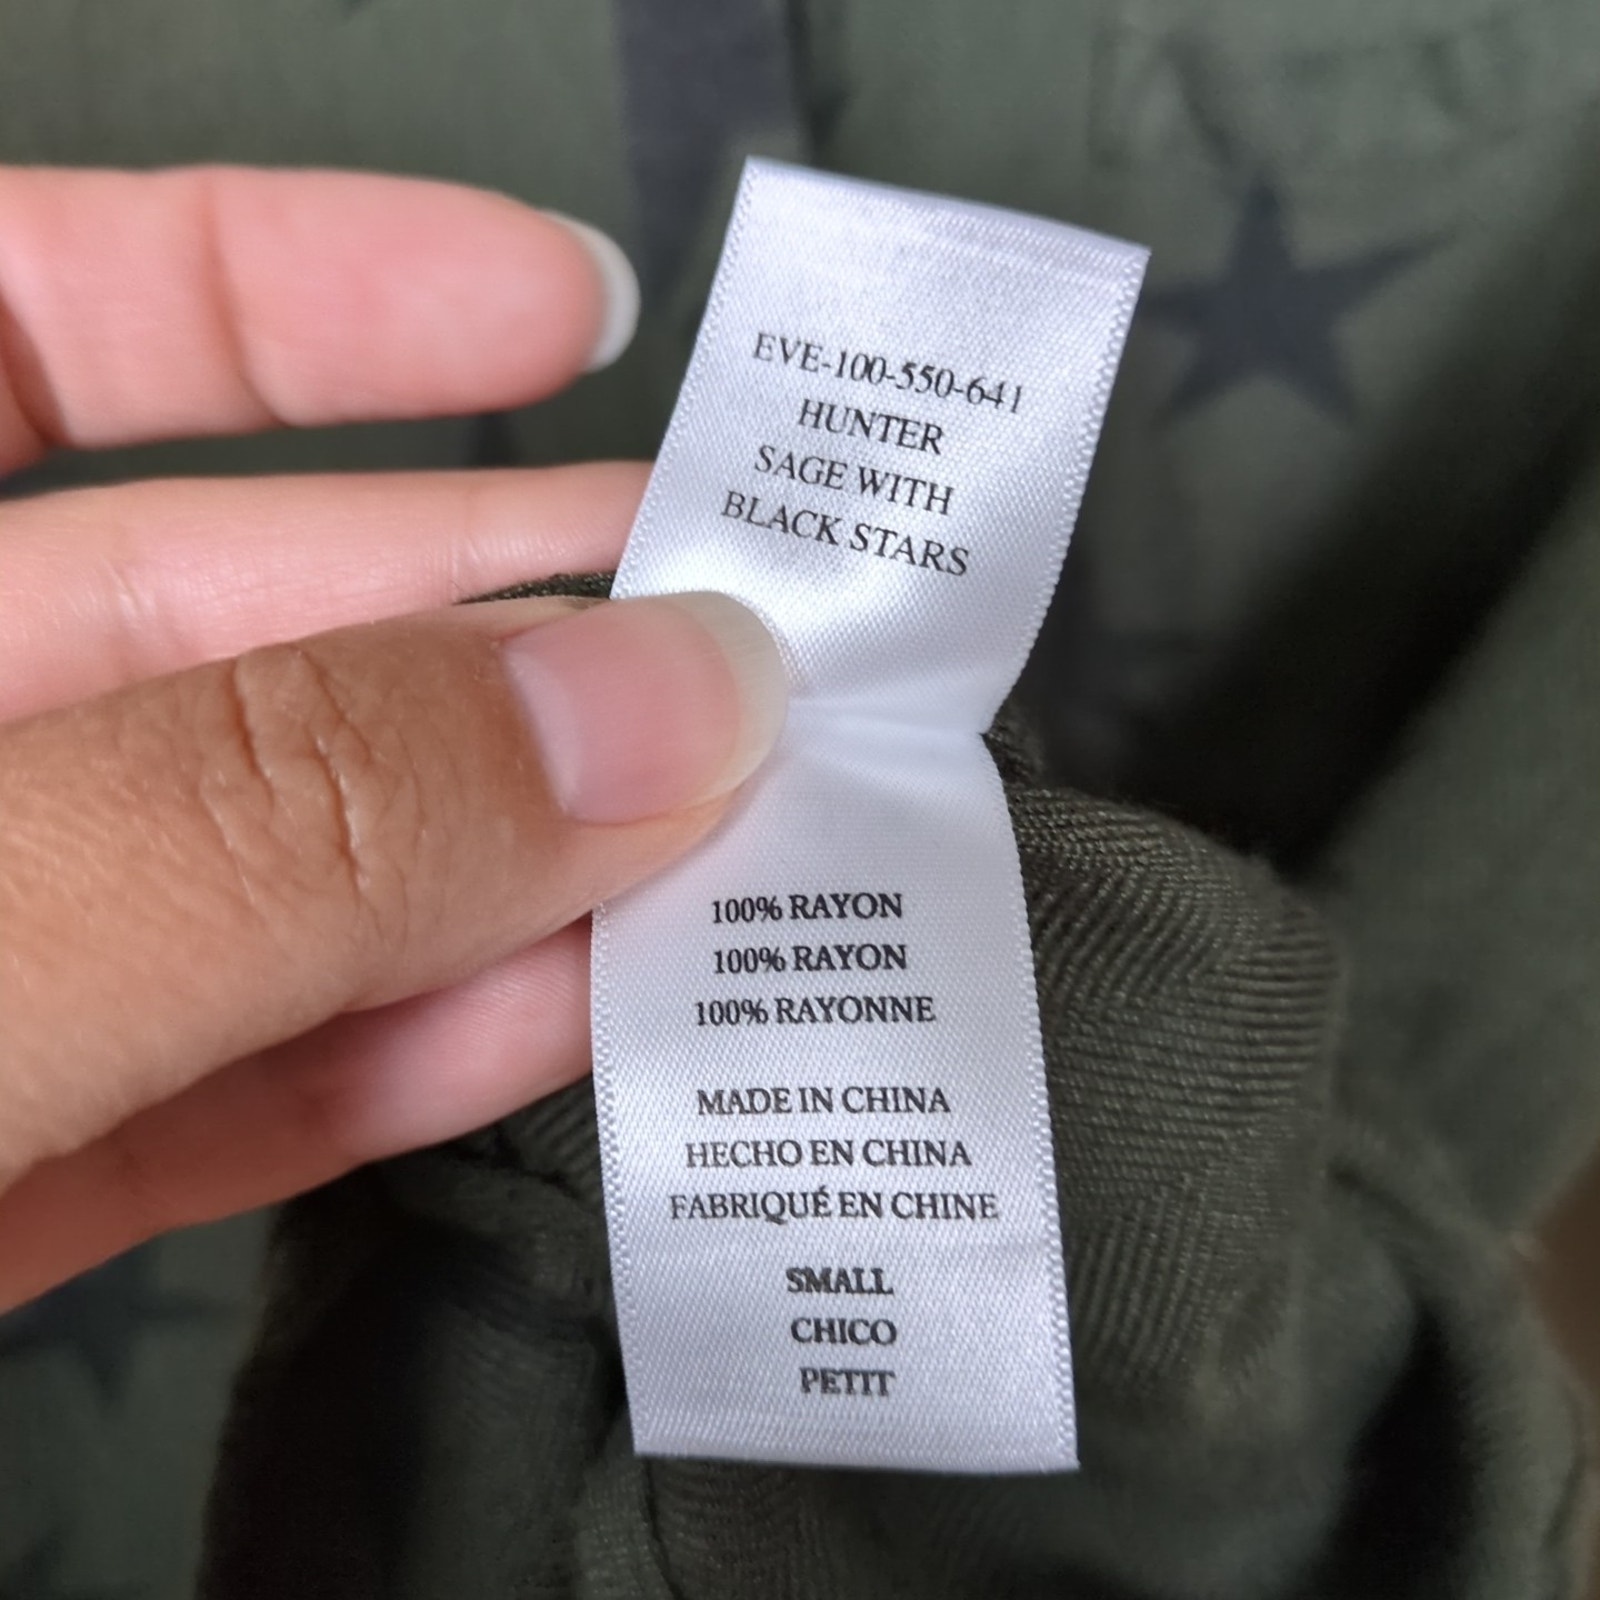 EVE-100-550-641
HUNTER
SAGE WITH
BLACK STARS
100% RAYON
100% RAYON
100% RAYONNE
MADE IN CHINA
HECHO EN CHINA
FABRIQUÉ EN CHINE
SMALL
CHICO
PETIT